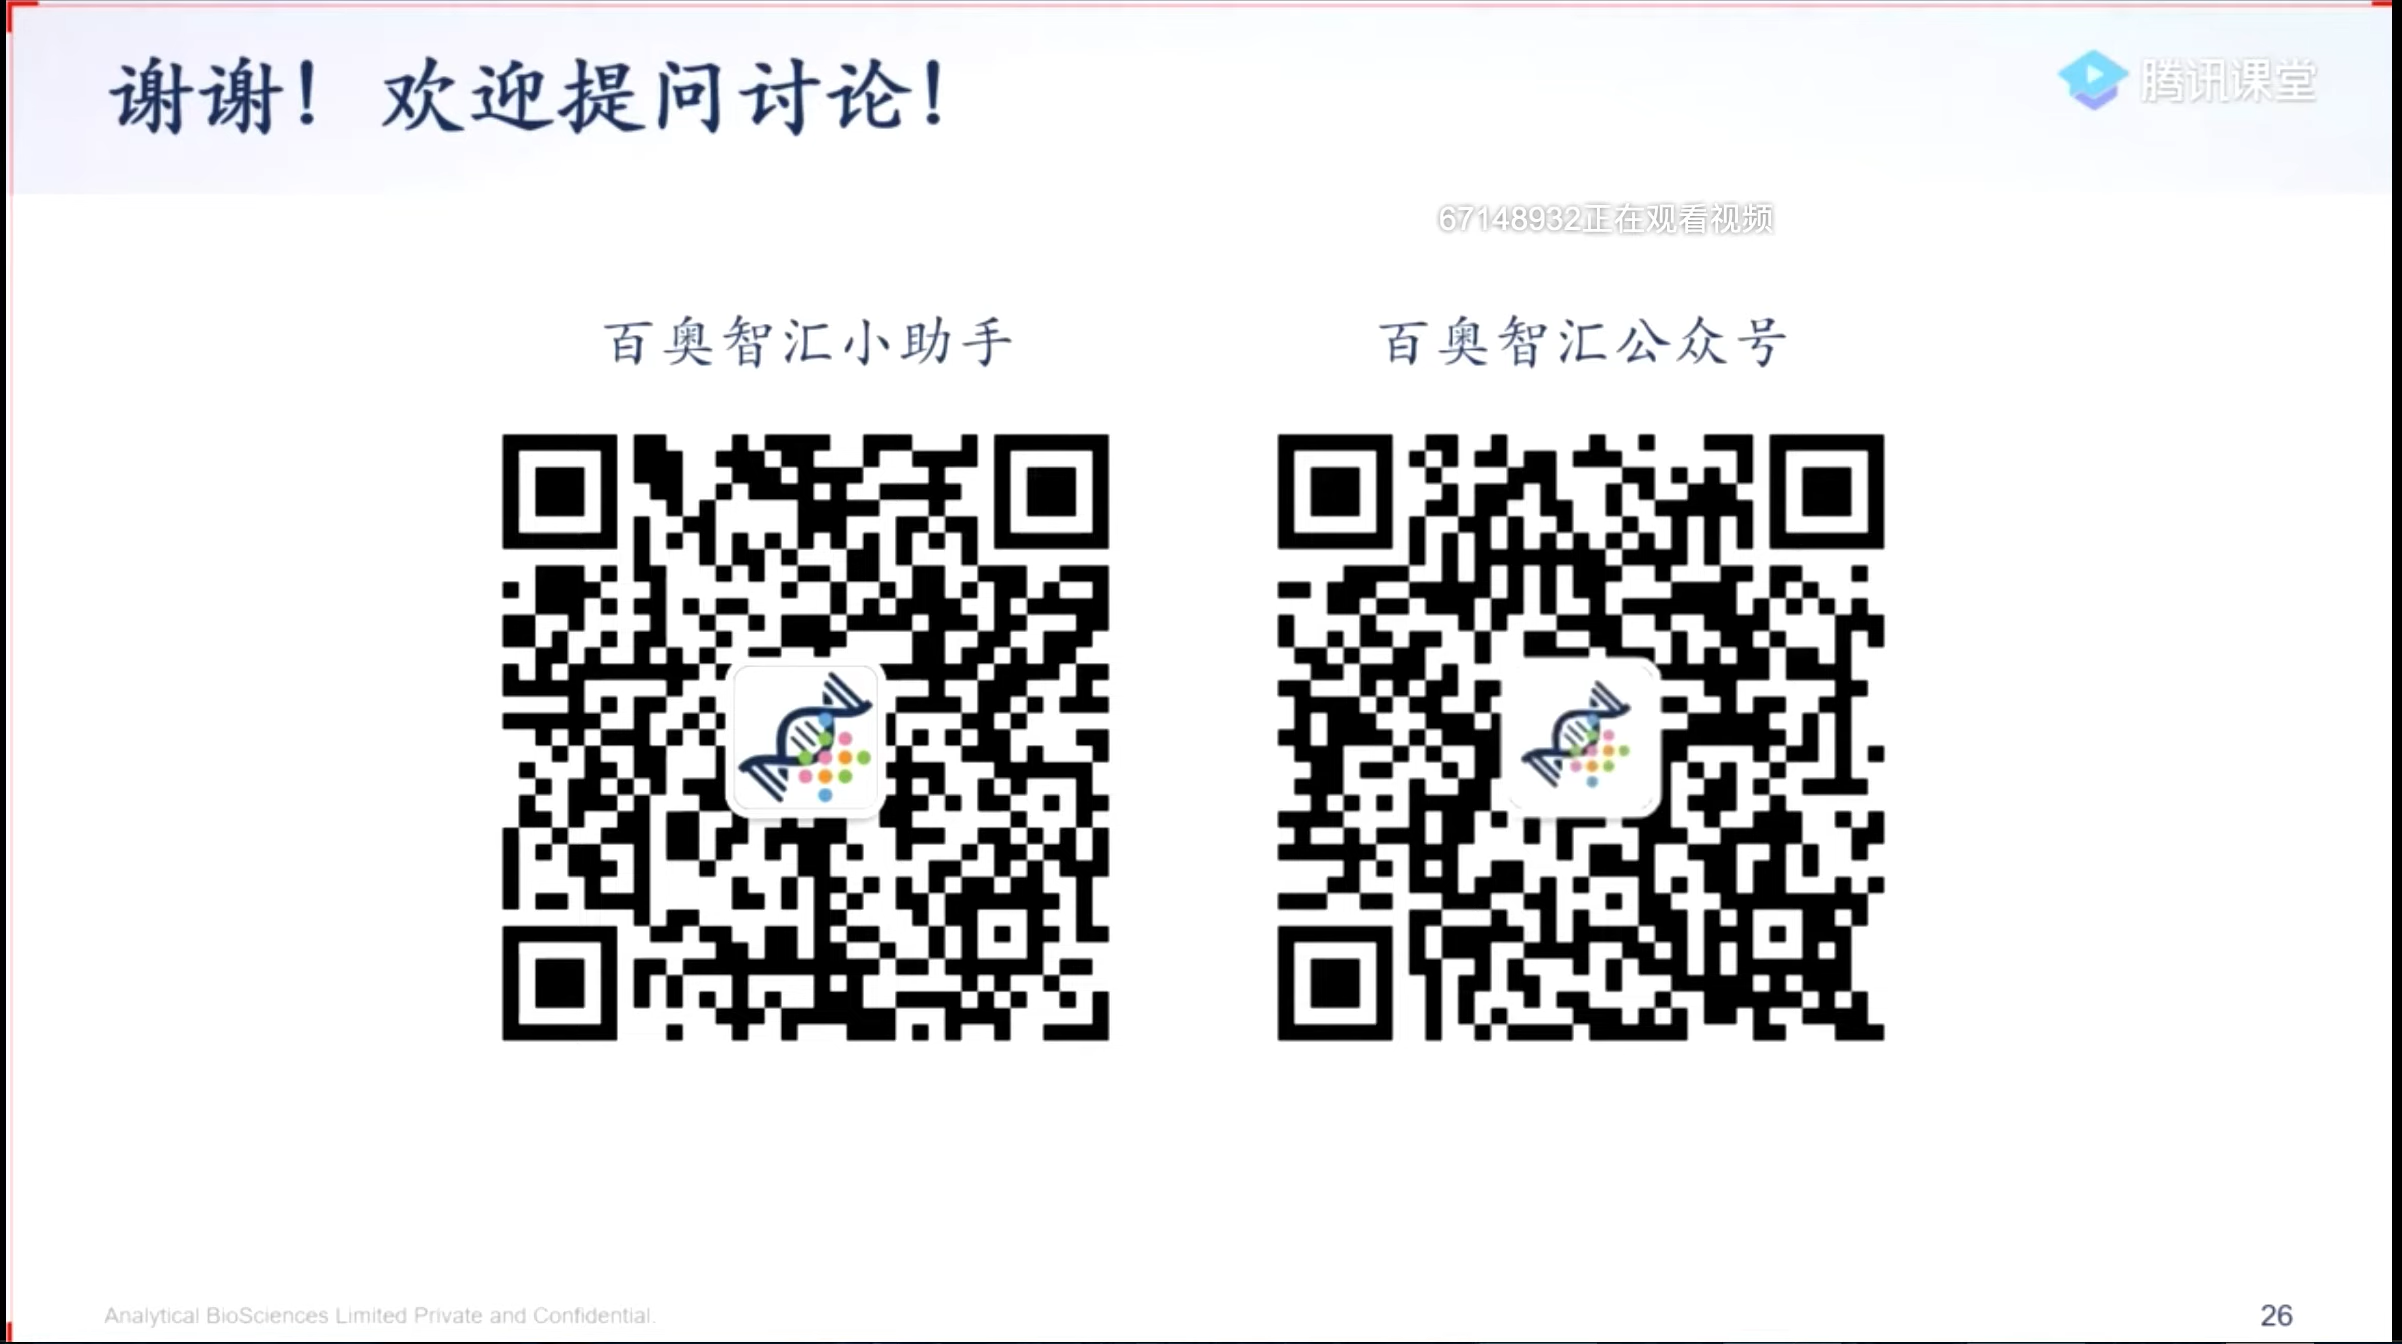 谢谢！欢迎提问讨论！
腾讯课堂
67148932正在观看视频
百奥智汇小助手
百奥智汇公众号
Analytical BioSciences Limited Private and Confidential.
26